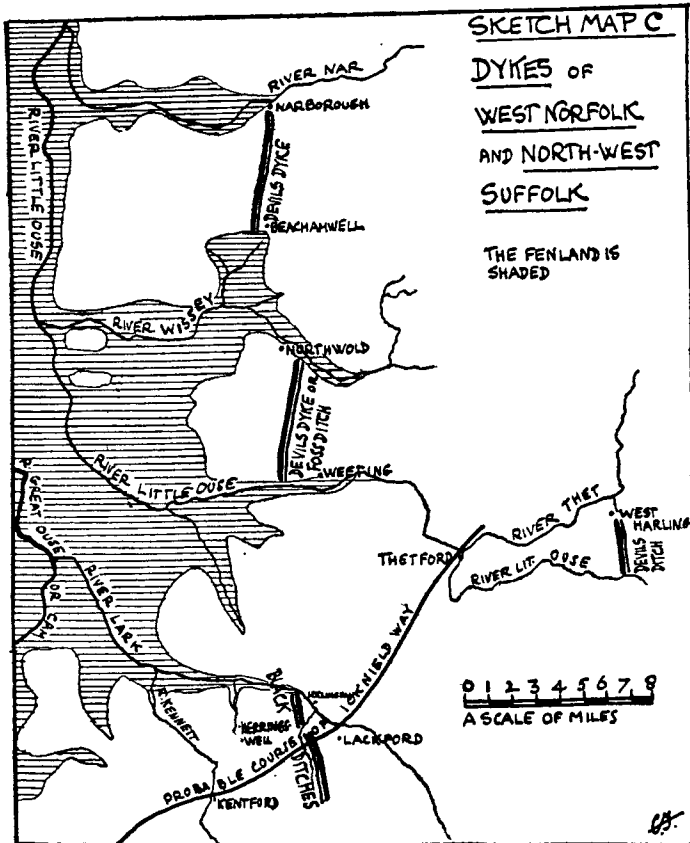 SKETCH MAP C
DYKES OF
WEST NORFOLK
AND NORTH-WEST
SUFFOLK
THE FENLAND IS
SHADED
RIVER NAR
NARBOROUGH
RIVER LITTLE OUSE
DEVILS DYKE
BEACHAMWELL
RIVER WISSEY
NORTHWOLD
DEVILS DYKE OR
FOSSDITCH
WEETING
RIVER LITTLE OUSE
RIVER THET
WEST
HARLING
DEVILS
DITCH
THETFORD
RIVER LIT. OUSE
R. GREAT OUSE
OR CAM
RIVER LARK
R. KENNETT
BLACK
DITCHES
HERRINGS
WELL
LACKFORD
PROBABLE COURSE OF ICKNIELD WAY
KENTFORD
0 1 2 3 4 5 6 7 8
A SCALE OF MILES